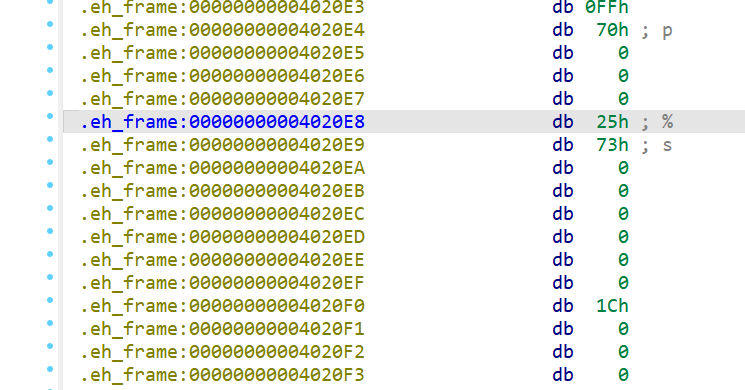 .eh_frame:00000000004020E3 db 0FFh
.eh_frame:00000000004020E4 db 70h ; p
.eh_frame:00000000004020E5 db 0
.eh_frame:00000000004020E6 db 0
.eh_frame:00000000004020E7 db 0
.eh_frame:00000000004020E8 db 25h ; %
.eh_frame:00000000004020E9 db 73h ; s
.eh_frame:00000000004020EA db 0
.eh_frame:00000000004020EB db 0
.eh_frame:00000000004020EC db 0
.eh_frame:00000000004020ED db 0
.eh_frame:00000000004020EE db 0
.eh_frame:00000000004020EF db 0
.eh_frame:00000000004020F0 db 1Ch
.eh_frame:00000000004020F1 db 0
.eh_frame:00000000004020F2 db 0
.eh_frame:00000000004020F3 db 0